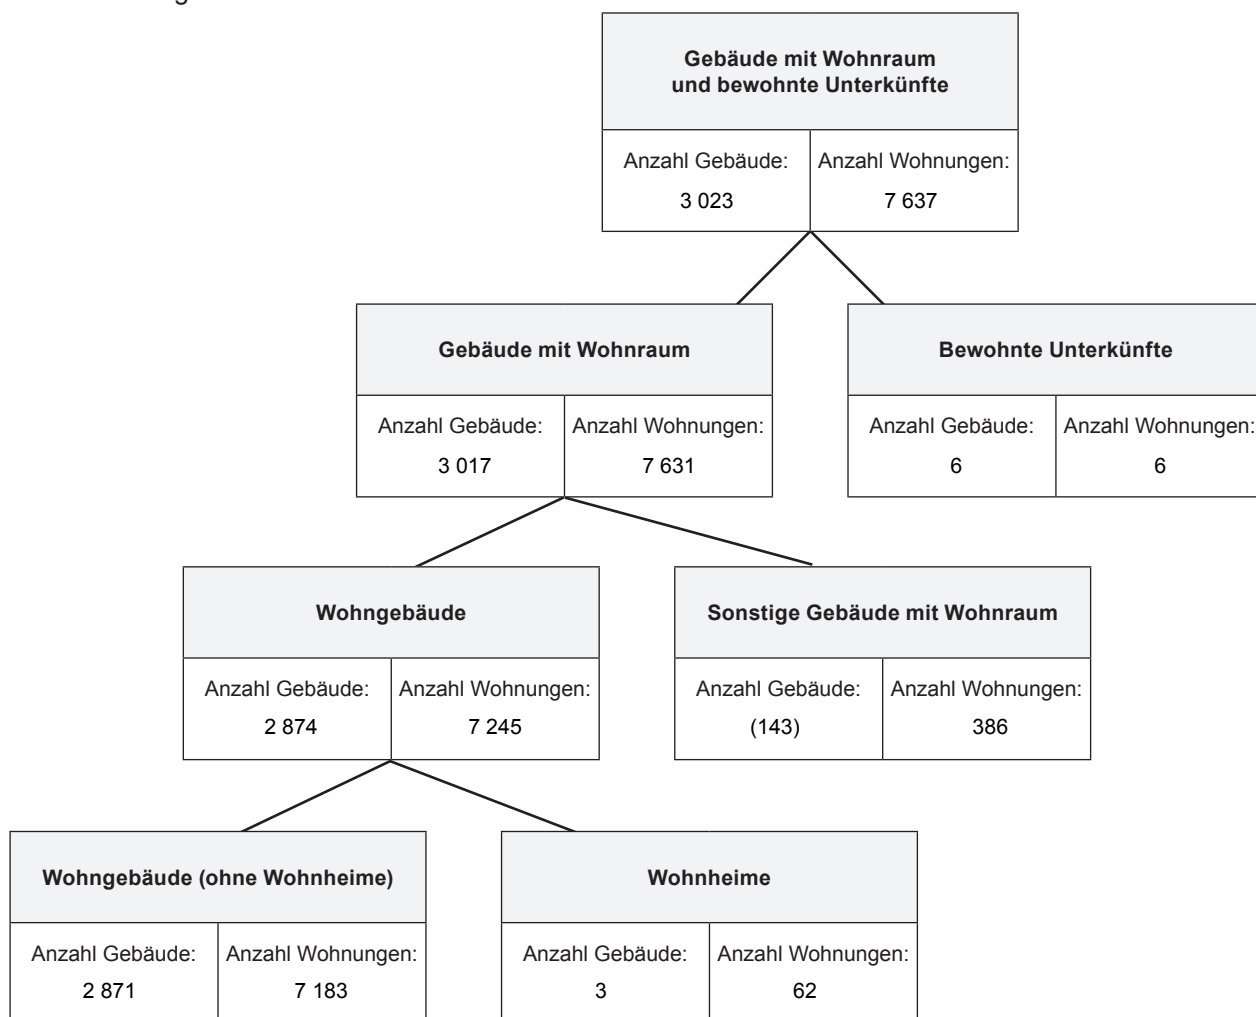 Gebäude mit Wohnraum
und bewohnte Unterkünfte
Anzahl Gebäude: Anzahl Wohnungen:
3 023 7 637
Gebäude mit Wohnraum
Anzahl Gebäude: Anzahl Wohnungen:
3 017 7 631
Bewohnte Unterkünfte
Anzahl Gebäude: Anzahl Wohnungen:
6 6
Wohngebäude
Anzahl Gebäude: Anzahl Wohnungen:
2 874 7 245
Sonstige Gebäude mit Wohnraum
Anzahl Gebäude: Anzahl Wohnungen:
(143) 386
Wohngebäude (ohne Wohnheime)
Anzahl Gebäude: Anzahl Wohnungen:
2 871 7 183
Wohnheime
Anzahl Gebäude: Anzahl Wohnungen:
3 62